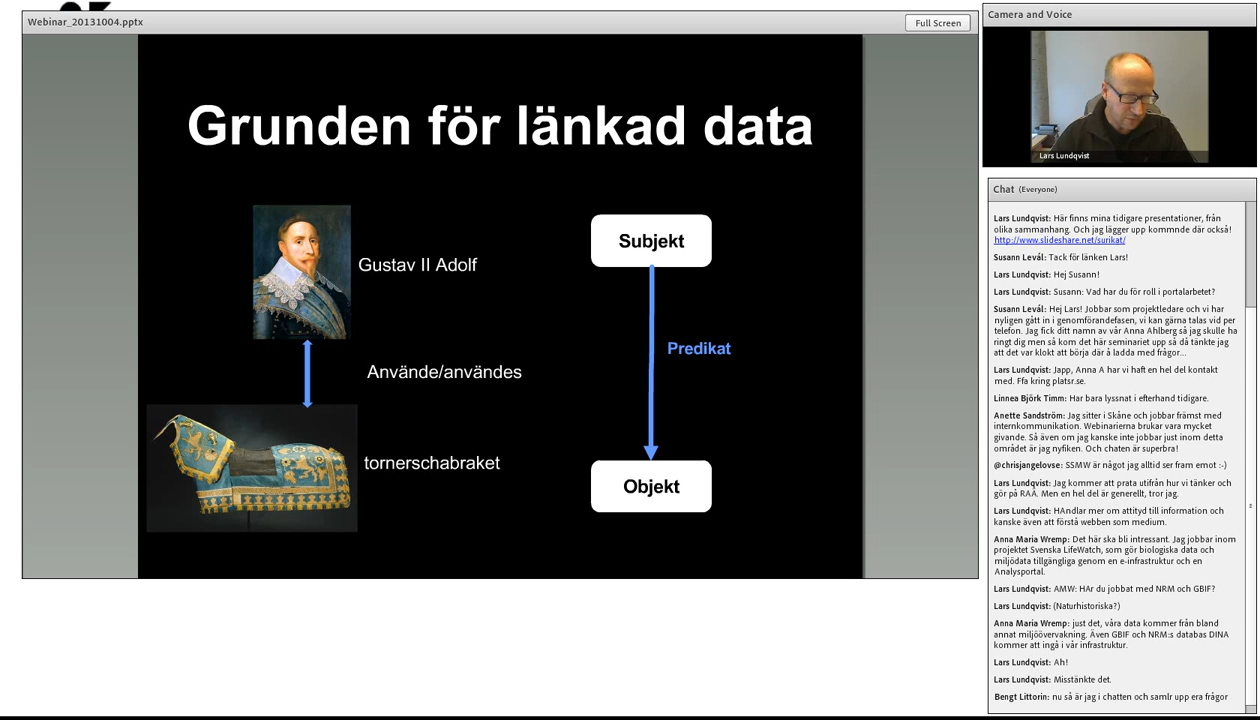 Webinar_20131004.pptx
Full Screen
Grunden för länkad data
Gustav II Adolf
Använde/användes
tornerschabraket
Subjekt
Predikat
Objekt
Camera and Voice
Lars Lundqvist
Chat (Everyone)
Lars Lundqvist: Här finns mina tidigare presentationer, från
olika sammanhang. Och jag lägger upp kommnde där också!
http://www.slideshare.net/surikat/
Susann Levál: Tack för länken Lars!
Lars Lundqvist: Hej Susann!
Lars Lundqvist: Susann: Vad har du för roll i portalarbetet?
Susann Levál: Hej Lars! Jobbar som projektledare och vi har
nyligen gått in i genomförandefasen, vi kan gärna talas vid per
telefon. Jag fick ditt namn av vår Anna Ahlberg så jag skulle ha
ringt dig men så kom det här seminariet upp så då tänkte jag
att det var klokt att börja där å ladda med frågor...
Lars Lundqvist: Japp, Anna A har vi haft en hel del kontakt
med. Ffa kring platsr.se.
Linnea Björk Timm: Har bara lyssnat i efterhand tidigare.
Anette Sandström: Jag sitter i Skåne och jobbar främst med
internkommunikation. Webinarierna brukar vara mycket
givande. Så även om jag kanske inte jobbar just inom detta
området är jag nyfiken. Och chaten är superbra!
@chrisjangelovse: SSMW är något jag alltid ser fram emot :-)
Lars Lundqvist: Jag kommer att prata utifrån hur vi tänker och
gör på RAÄ. Men en hel del är generellt, tror jag.
Lars Lundqvist: HAndlar mer om attityd till information och
kanske även att förstå webben som medium.
Anna Maria Wremp: Det här ska bli intressant. Jag jobbar inom
projektet Svenska LifeWatch, som gör biologiska data och
miljödata tillgängliga genom en e-infrastruktur och en
Analysportal.
Lars Lundqvist: AMW: HAr du jobbat med NRM och GBIF?
Lars Lundqvist: (Naturhistoriska?)
Anna Maria Wremp: just det, våra data kommer från bland
annat miljöövervakning. Även GBIF och NRM:s databas DINA
kommer att ingå i vår infrastruktur.
Lars Lundqvist: Ah!
Lars Lundqvist: Misstänkte det.
Bengt Littorin: nu så är jag i chatten och samlr upp era frågor